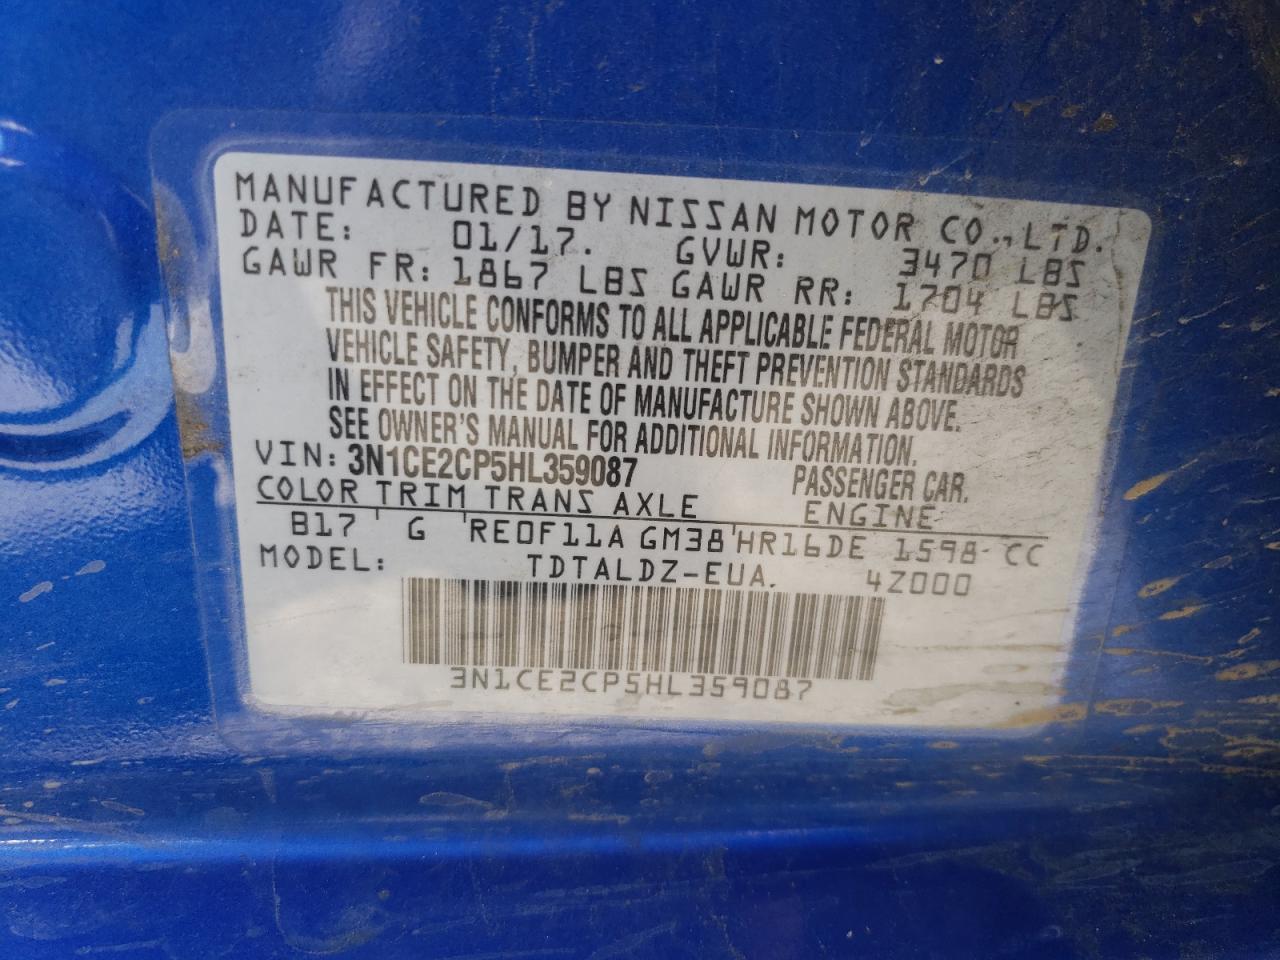 MANUFACTURED BY NISSAN MOTOR CO.,LTD.
DATE: 01/17. GVWR: 3470 LBS
GAWR FR: 1867 LBS GAWR RR: 1704 LBS
THIS VEHICLE CONFORMS TO ALL APPLICABLE FEDERAL MOTOR
VEHICLE SAFETY, BUMPER AND THEFT PREVENTION STANDARDS
IN EFFECT ON THE DATE OF MANUFACTURE SHOWN ABOVE.
SEE OWNER'S MANUAL FOR ADDITIONAL INFORMATION.
VIN: 3N1CE2CP5HL359087 PASSENGER CAR.
COLOR TRIM TRANS AXLE ENGINE
B17 G RE0F11A GM38 HR16DE 1598 CC
MODEL: TDTALDZ-EUA. 4Z000
3N1CE2CP5HL359087